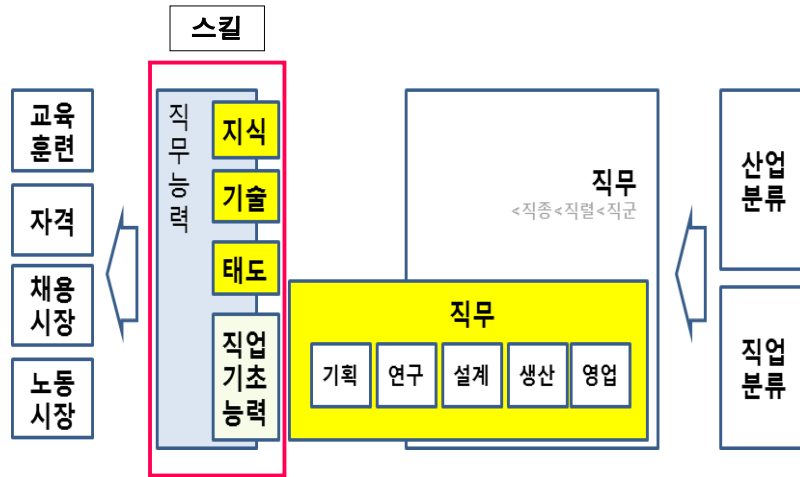 스킬
교육
훈련
자격
채용
시장
노동
시장
직
무
능
력
지식
기술
태도
직업
기초
능력
직무
<직종<직렬<직군
직무
기획
연구
설계
생산
영업
산업
분류
직업
분류